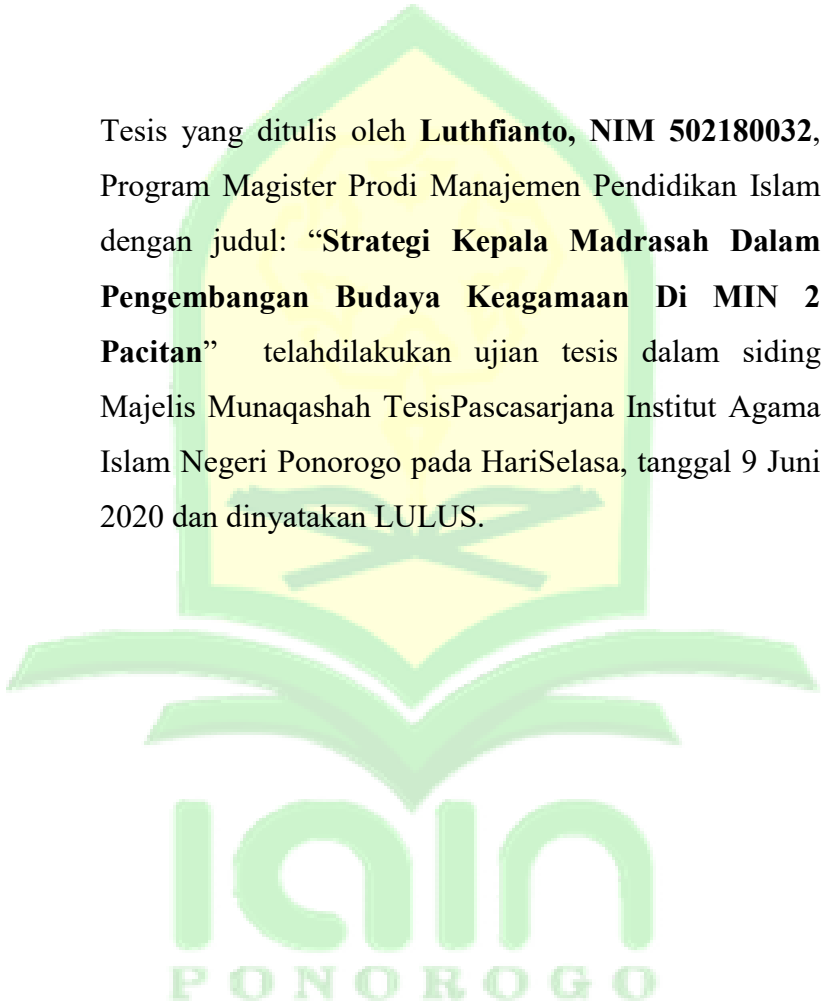 Tesis yang ditulis oleh Luthfianto, NIM 502180032,
Program Magister Prodi Manajemen Pendidikan Islam
dengan judul: “Strategi Kepala Madrasah Dalam
Pengembangan Budaya Keagamaan Di MIN 2
Pacitan” telahdilakukan ujian tesis dalam siding
Majelis Munaqashah TesisPascasarjana Institut Agama
Islam Negeri Ponorogo pada HariSelasa, tanggal 9 Juni
2020 dan dinyatakan LULUS.
iain
PONOROGO